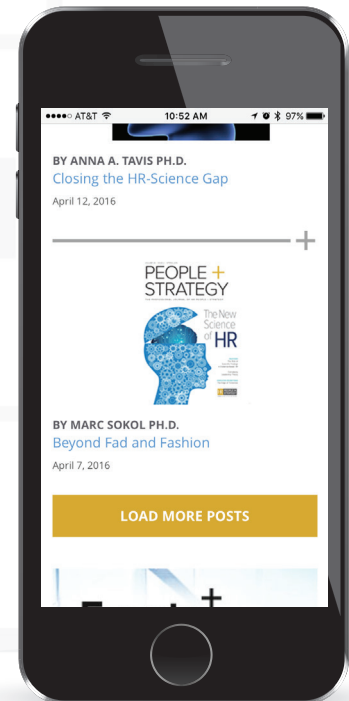 AT&T 10:52 AM 97%
BY ANNA A. TAVIS PH.D.
Closing the HR-Science Gap
April 12, 2016
PEOPLE +
STRATEGY
The New
Science
of HR
BY MARC SOKOL PH.D.
Beyond Fad and Fashion
April 7, 2016
LOAD MORE POSTS